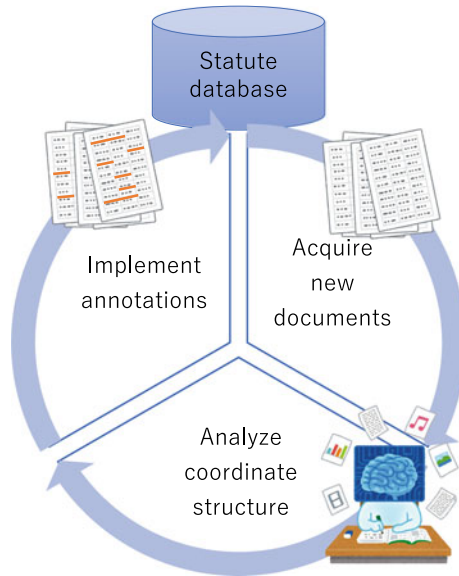 Statute
database
Implement
annotations
Acquire
new
documents
Analyze
coordinate
structure